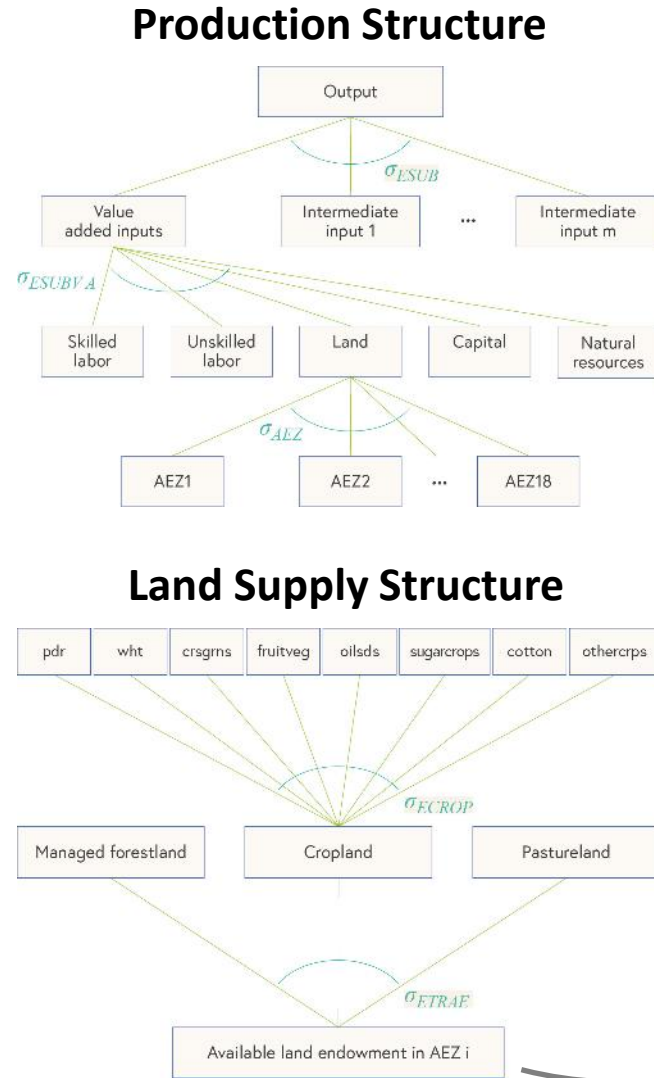 Production Structure
Output
σESUB
Value
added inputs
Intermediate
input 1
...
Intermediate
input m
σESUBVA
Skilled
labor
Unskilled
labor
Land
Capital
Natural
resources
σAEZ
AEZ1
AEZ2
...
AEZ18
Land Supply Structure
pdr
wht
crsgrns
fruitveg
oilsds
sugarcrops
cotton
othercrps
σECROP
Managed forestland
Cropland
Pastureland
σETRAE
Available land endowment in AEZ i